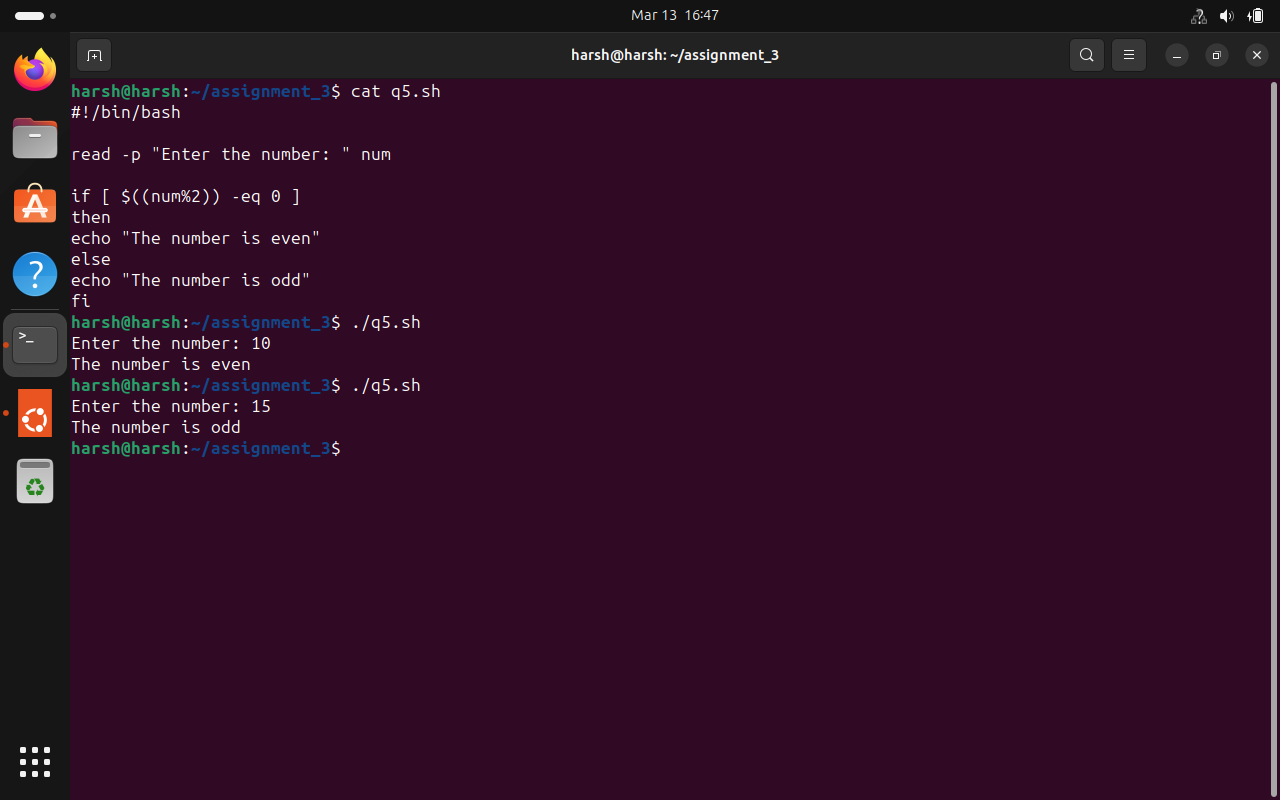 Mar 13 16:47
harsh@harsh: ~/assignment_3
harsh@harsh:~/assignment_3$ cat q5.sh
#!/bin/bash
read -p "Enter the number: " num
if [ $((num%2)) -eq 0 ]
then
echo "The number is even"
else
echo "The number is odd"
fi
harsh@harsh:~/assignment_3$ ./q5.sh
Enter the number: 10
The number is even
harsh@harsh:~/assignment_3$ ./q5.sh
Enter the number: 15
The number is odd
harsh@harsh:~/assignment_3$